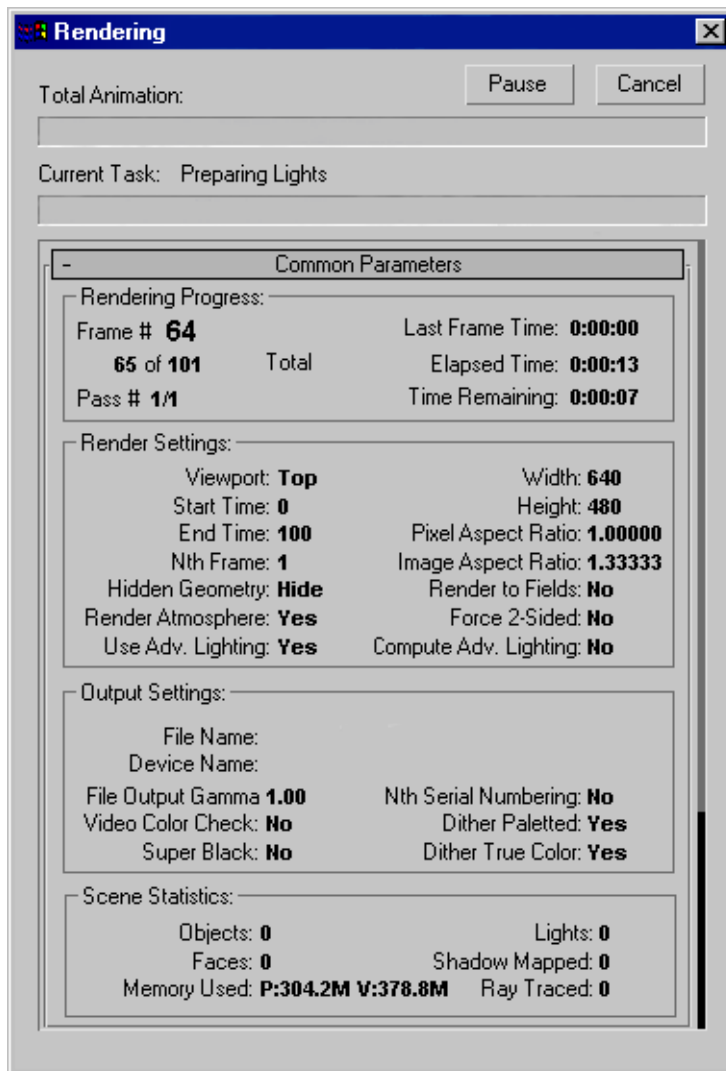 Rendering
Pause
Cancel
Total Animation:
Current Task: Preparing Lights
- Common Parameters
Rendering Progress:
Frame # 64 Last Frame Time: 0:00:00
65 of 101 Total Elapsed Time: 0:00:13
Pass # 1/1 Time Remaining: 0:00:07
Render Settings:
Viewport: Top Width: 640
Start Time: 0 Height: 480
End Time: 100 Pixel Aspect Ratio: 1.00000
Nth Frame: 1 Image Aspect Ratio: 1.33333
Hidden Geometry: Hide Render to Fields: No
Render Atmosphere: Yes Force 2-Sided: No
Use Adv. Lighting: Yes Compute Adv. Lighting: No
Output Settings:
File Name:
Device Name:
File Output Gamma 1.00 Nth Serial Numbering: No
Video Color Check: No Dither Paletted: Yes
Super Black: No Dither True Color: Yes
Scene Statistics:
Objects: 0 Lights: 0
Faces: 0 Shadow Mapped: 0
Memory Used: P:304.2M V:378.8M Ray Traced: 0